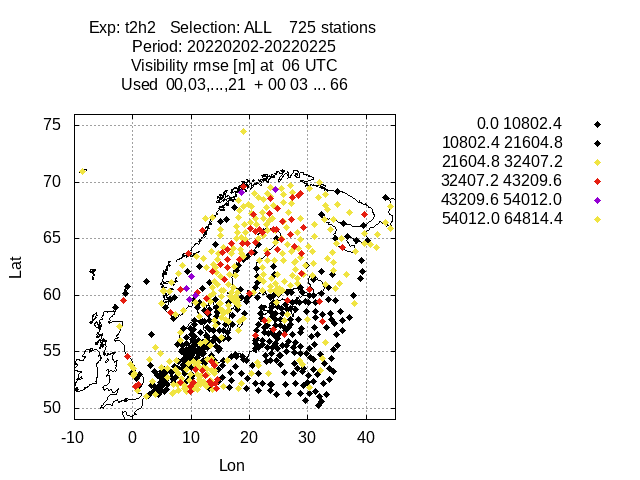 Exp: t2h2   Selection: ALL    725 stations
Period: 20220202-20220225
Visibility rmse [m] at  06 UTC
Used  00,03,...,21  + 00 03 ... 66
0.0 10802.4
10802.4 21604.8
21604.8 32407.2
32407.2 43209.6
43209.6 54012.0
54012.0 64814.4
75
70
65
60
55
50
Lat
-10 0 10 20 30 40
Lon